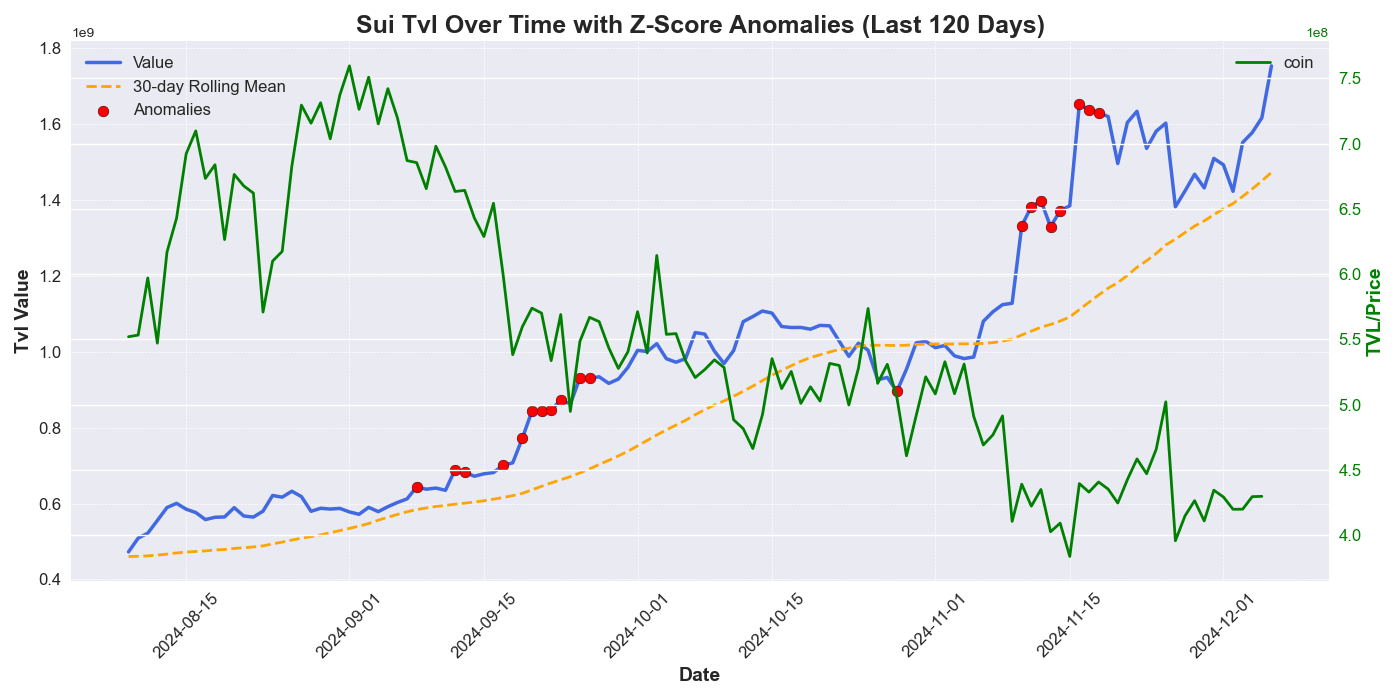 Sui Tvl Over Time with Z-Score Anomalies (Last 120 Days)
1e9
1e8
Value
30-day Rolling Mean
Anomalies
coin
1.8
1.6
1.4
1.2
1.0
0.8
0.6
0.4
Tvl Value
7.5
7.0
6.5
6.0
5.5
5.0
4.5
4.0
TVL/Price
2024-08-15
2024-09-01
2024-09-15
2024-10-01
2024-10-15
2024-11-01
2024-11-15
2024-12-01
Date